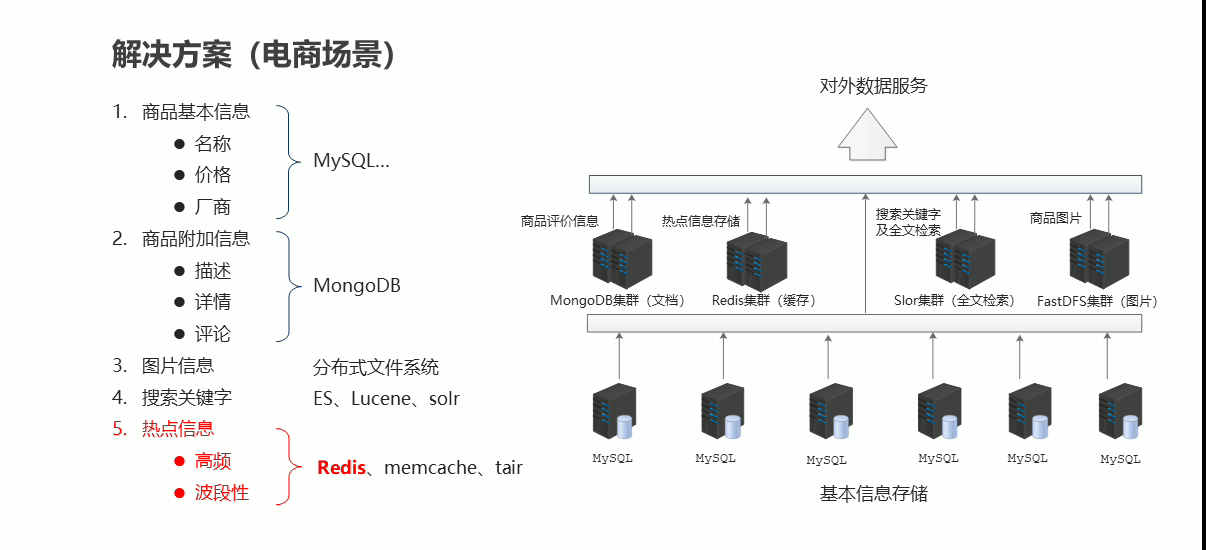 解决方案（电商场景）
1. 商品基本信息
● 名称
● 价格
● 厂商
MySQL...
2. 商品附加信息
● 描述
● 详情
● 评论
MongoDB
3. 图片信息 分布式文件系统
4. 搜索关键字 ES、Lucene、solr
5. 热点信息
● 高频
● 波段性
Redis、memcache、tair
对外数据服务
商品评价信息
热点信息存储
搜索关键字
及全文检索
商品图片
MongoDB集群（文档）
Redis集群（缓存）
Slor集群（全文检索）
FastDFS集群（图片）
MySQL
MySQL
MySQL
MySQL
MySQL
MySQL
基本信息存储